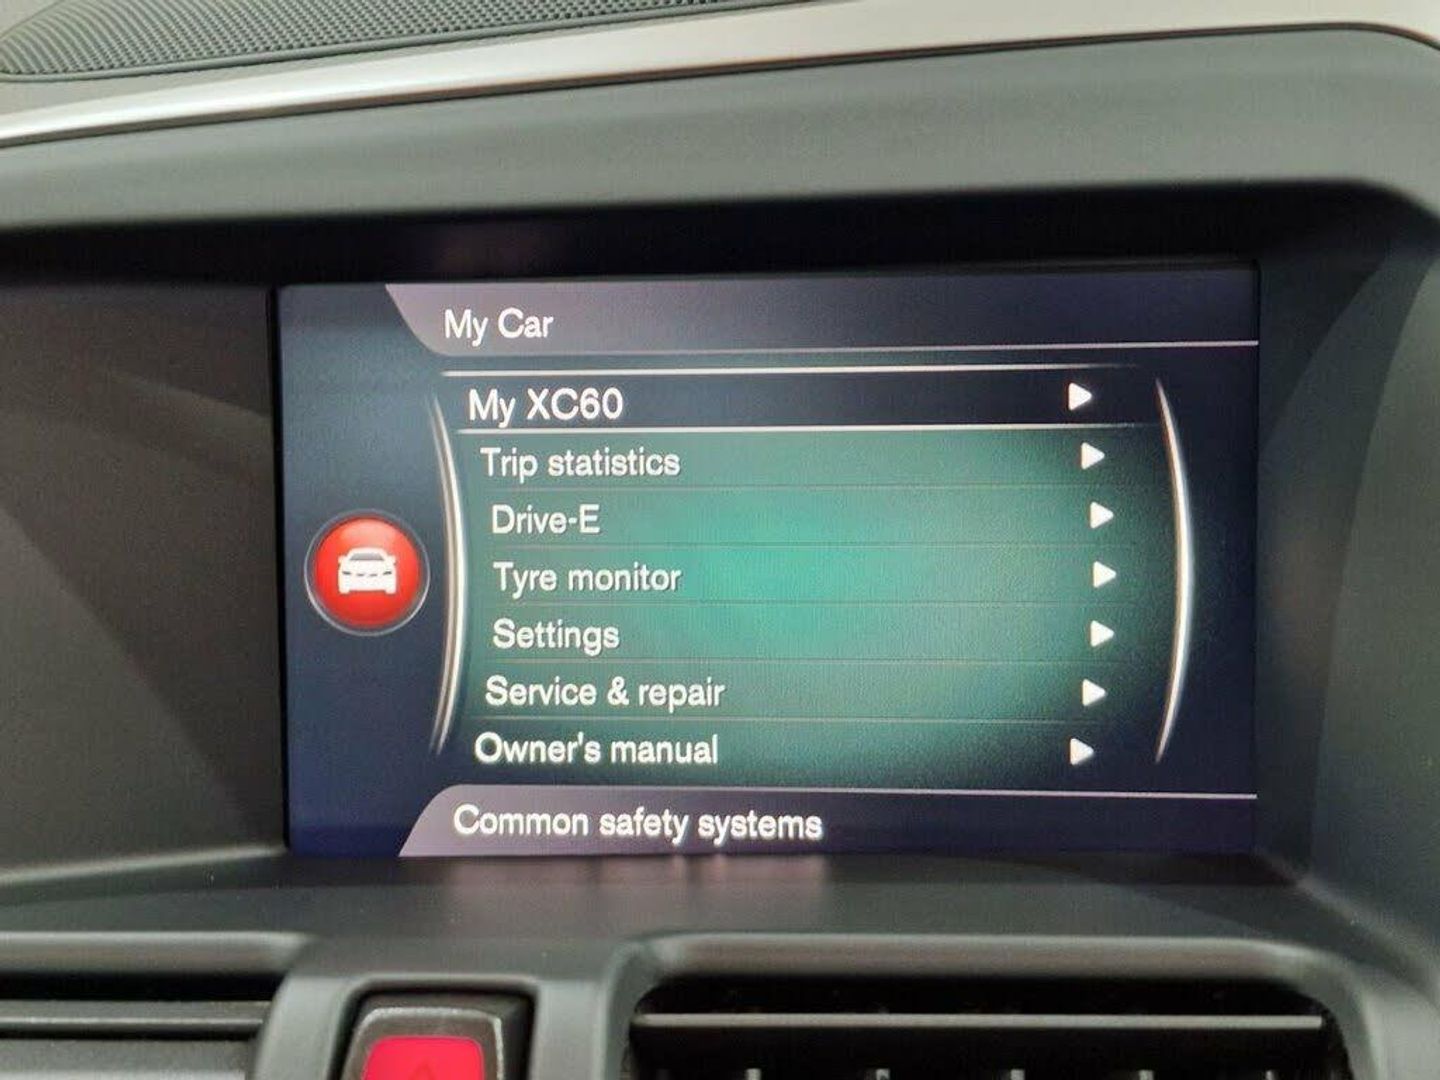 My Car
My XC60
Trip statistics
Drive-E
Tyre monitor
Settings
Service & repair
Owner's manual
Common safety systems